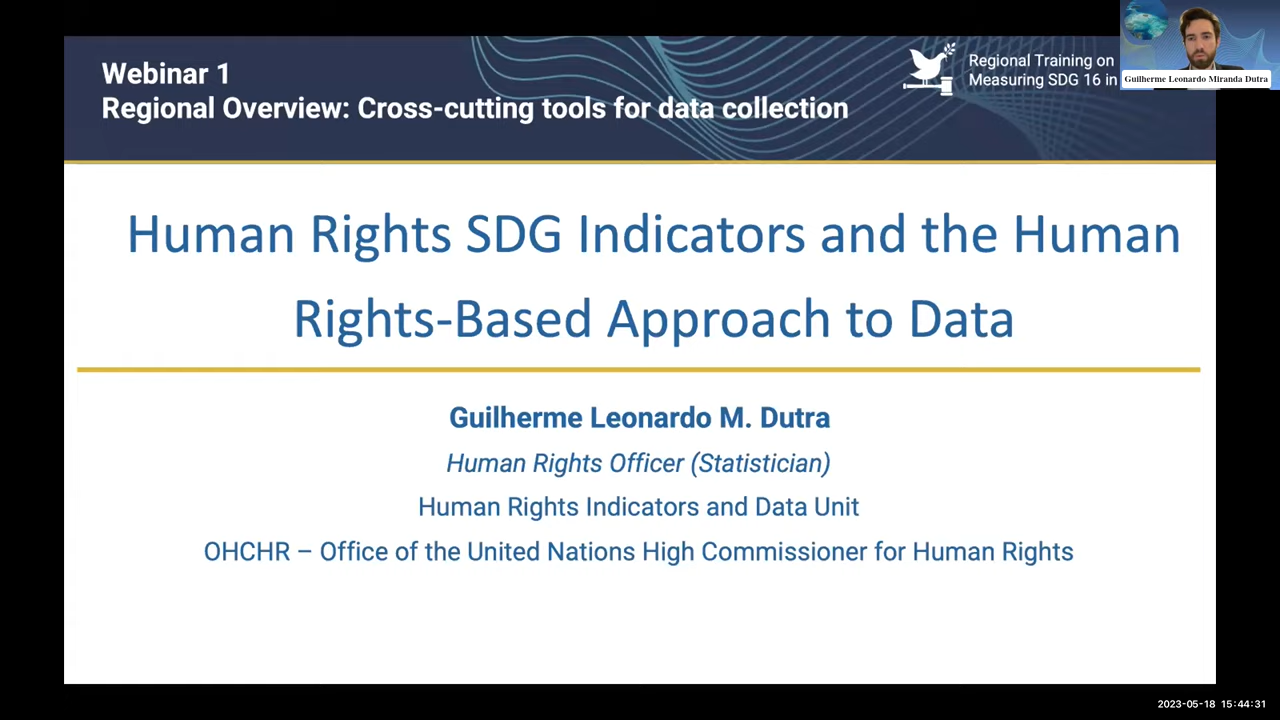 Webinar 1
Regional Overview: Cross-cutting tools for data collection
Regional Training on
Measuring SDG 16 in
Guilherme Leonardo Miranda Dutra
Human Rights SDG Indicators and the Human
Rights-Based Approach to Data
Guilherme Leonardo M. Dutra
Human Rights Officer (Statistician)
Human Rights Indicators and Data Unit
OHCHR – Office of the United Nations High Commissioner for Human Rights
2023-05-18 15:44:31